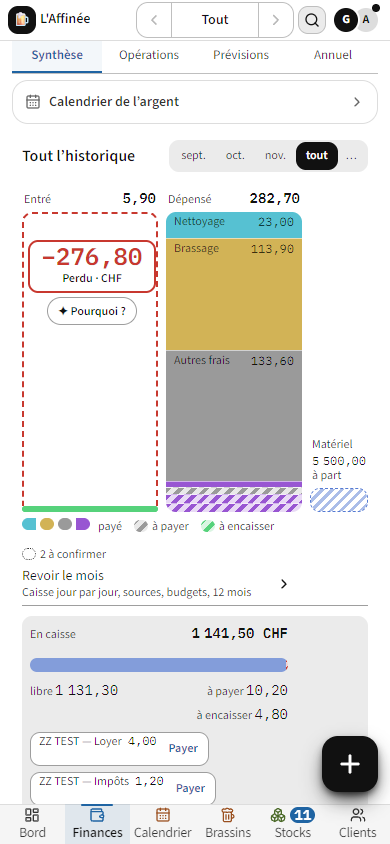 L'Affinée
Tout
G
A
Synthèse
Opérations
Prévisions
Annuel
Calendrier de l'argent
Tout l'historique
sept.
oct.
nov.
tout
...
Entré 5,90
Dépensé 282,70
Nettoyage 23,00
Brassage 113,90
−276,80
Perdu · CHF
Pourquoi ?
Autres frais 133,60
Matériel
5 500,00
à part
payé
à payer
à encaisser
2 à confirmer
Revoir le mois
Caisse jour par jour, sources, budgets, 12 mois
En caisse 1 141,50 CHF
libre 1 131,30
à payer 10,20
à encaisser 4,80
ZZ TEST — Loyer 4,00 Payer
ZZ TEST — Impôts 1,20 Payer
Bord
Finances
Calendrier
Brassins
Stocks
11
Clients